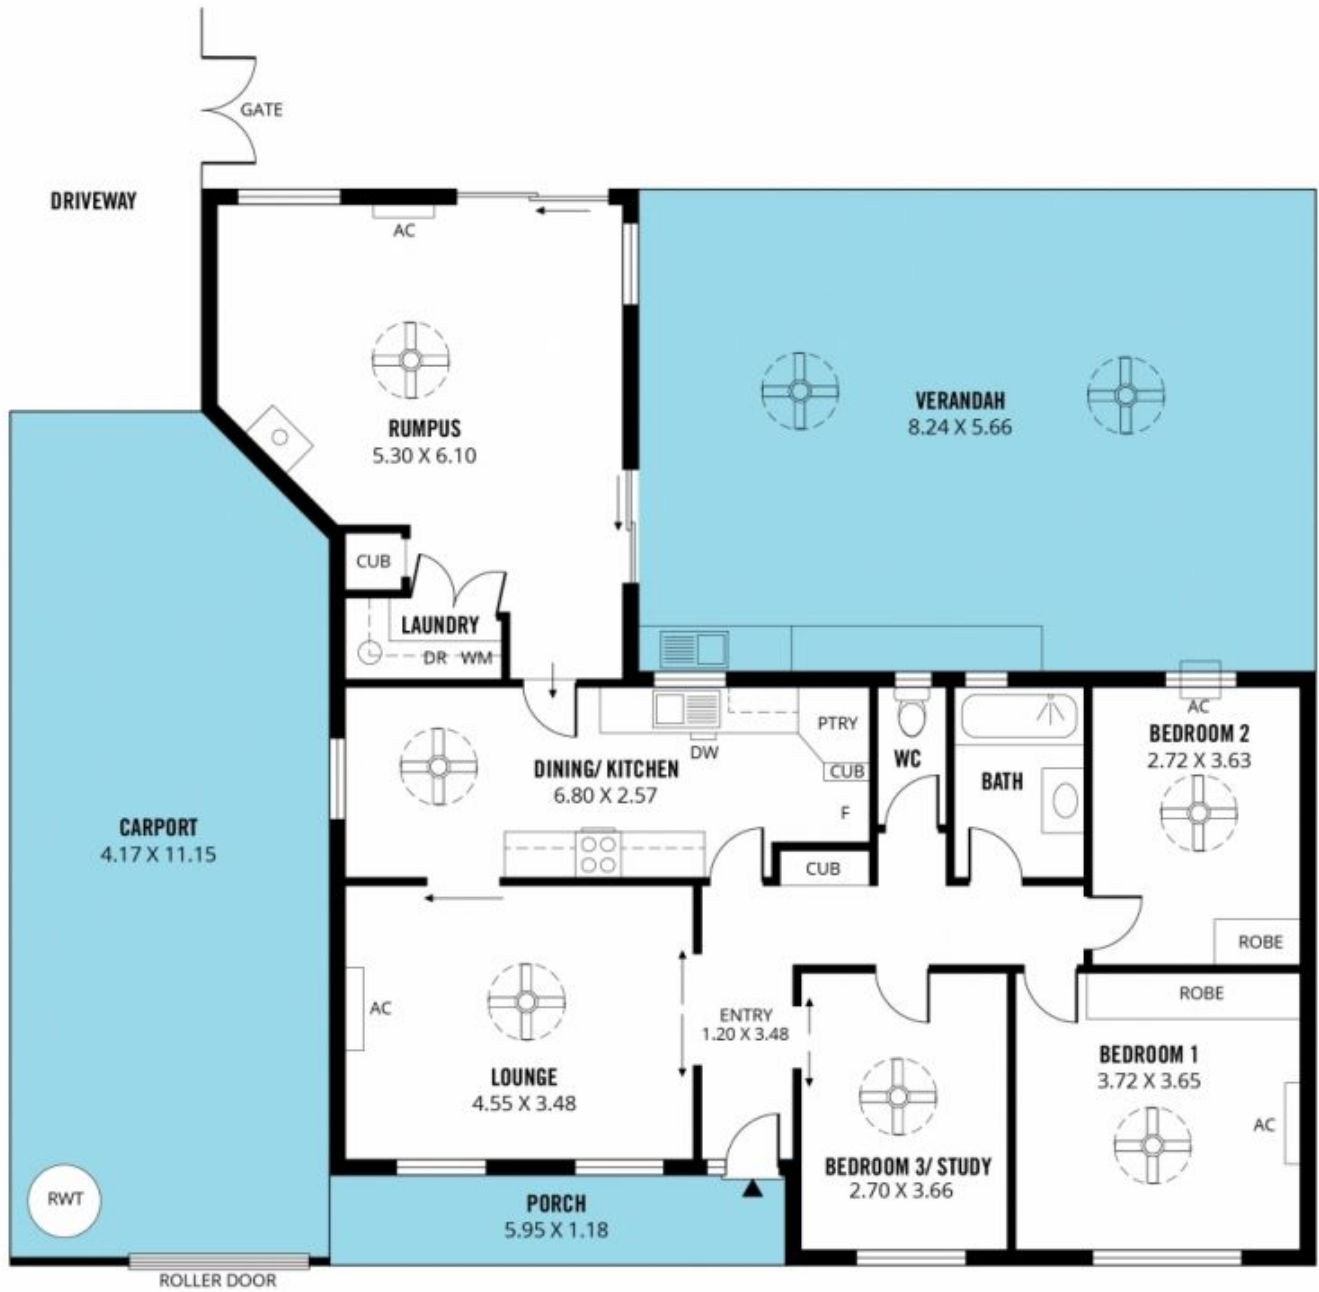 GATE
DRIVEWAY
AC
RUMPUS
5.30 X 6.10
VERANDAH
8.24 X 5.66
CUB
LAUNDRY
DR WM
AC
PTRY
DW
CUB
F
DINING/ KITCHEN
6.80 X 2.57
WC
BATH
BEDROOM 2
2.72 X 3.63
CARPORT
4.17 X 11.15
CUB
ROBE
ROBE
AC
ENTRY
1.20 X 3.48
LOUNGE
4.55 X 3.48
BEDROOM 1
3.72 X 3.65
AC
BEDROOM 3/ STUDY
2.70 X 3.66
RWT
PORCH
5.95 X 1.18
ROLLER DOOR